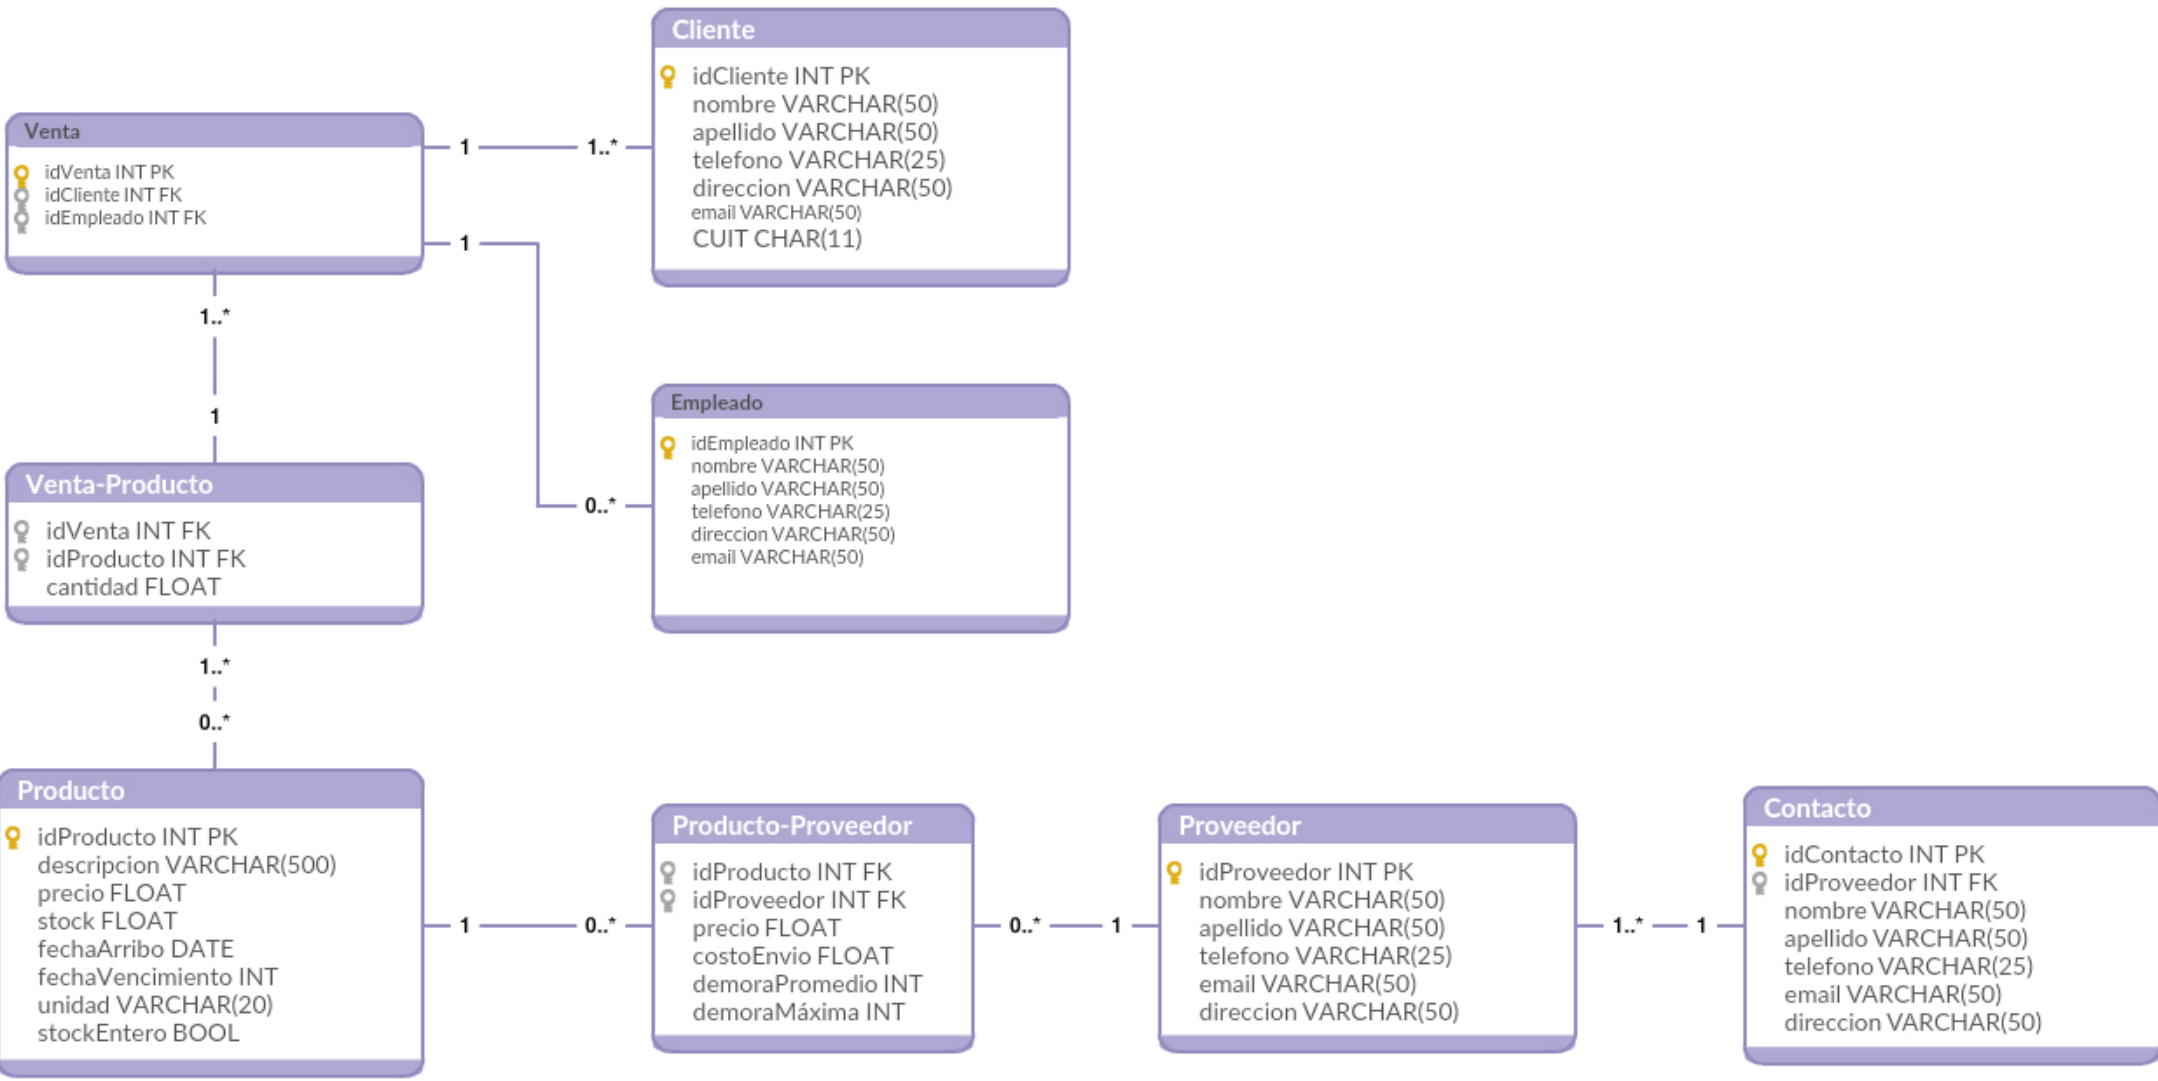 Cliente
idCliente INT PK
nombre VARCHAR(50)
apellido VARCHAR(50)
telefono VARCHAR(25)
direccion VARCHAR(50)
email VARCHAR(50)
CUIT CHAR(11)
Venta
idVenta INT PK
idCliente INT FK
idEmpleado INT FK
1
1..*
1
0..*
1..*
1
Empleado
idEmpleado INT PK
nombre VARCHAR(50)
apellido VARCHAR(50)
telefono VARCHAR(25)
direccion VARCHAR(50)
email VARCHAR(50)
Venta-Producto
idVenta INT FK
idProducto INT FK
cantidad FLOAT
1..*
0..*
Producto
idProducto INT PK
descripcion VARCHAR(500)
precio FLOAT
stock FLOAT
fechaArribo DATE
fechaVencimiento INT
unidad VARCHAR(20)
stockEntero BOOL
1
0..*
Producto-Proveedor
idProducto INT FK
idProveedor INT FK
precio FLOAT
costoEnvio FLOAT
demoraPromedio INT
demoraMáxima INT
0..*
1
Proveedor
idProveedor INT PK
nombre VARCHAR(50)
apellido VARCHAR(50)
telefono VARCHAR(25)
email VARCHAR(50)
direccion VARCHAR(50)
1..*
1
Contacto
idContacto INT PK
idProveedor INT FK
nombre VARCHAR(50)
apellido VARCHAR(50)
telefono VARCHAR(25)
email VARCHAR(50)
direccion VARCHAR(50)